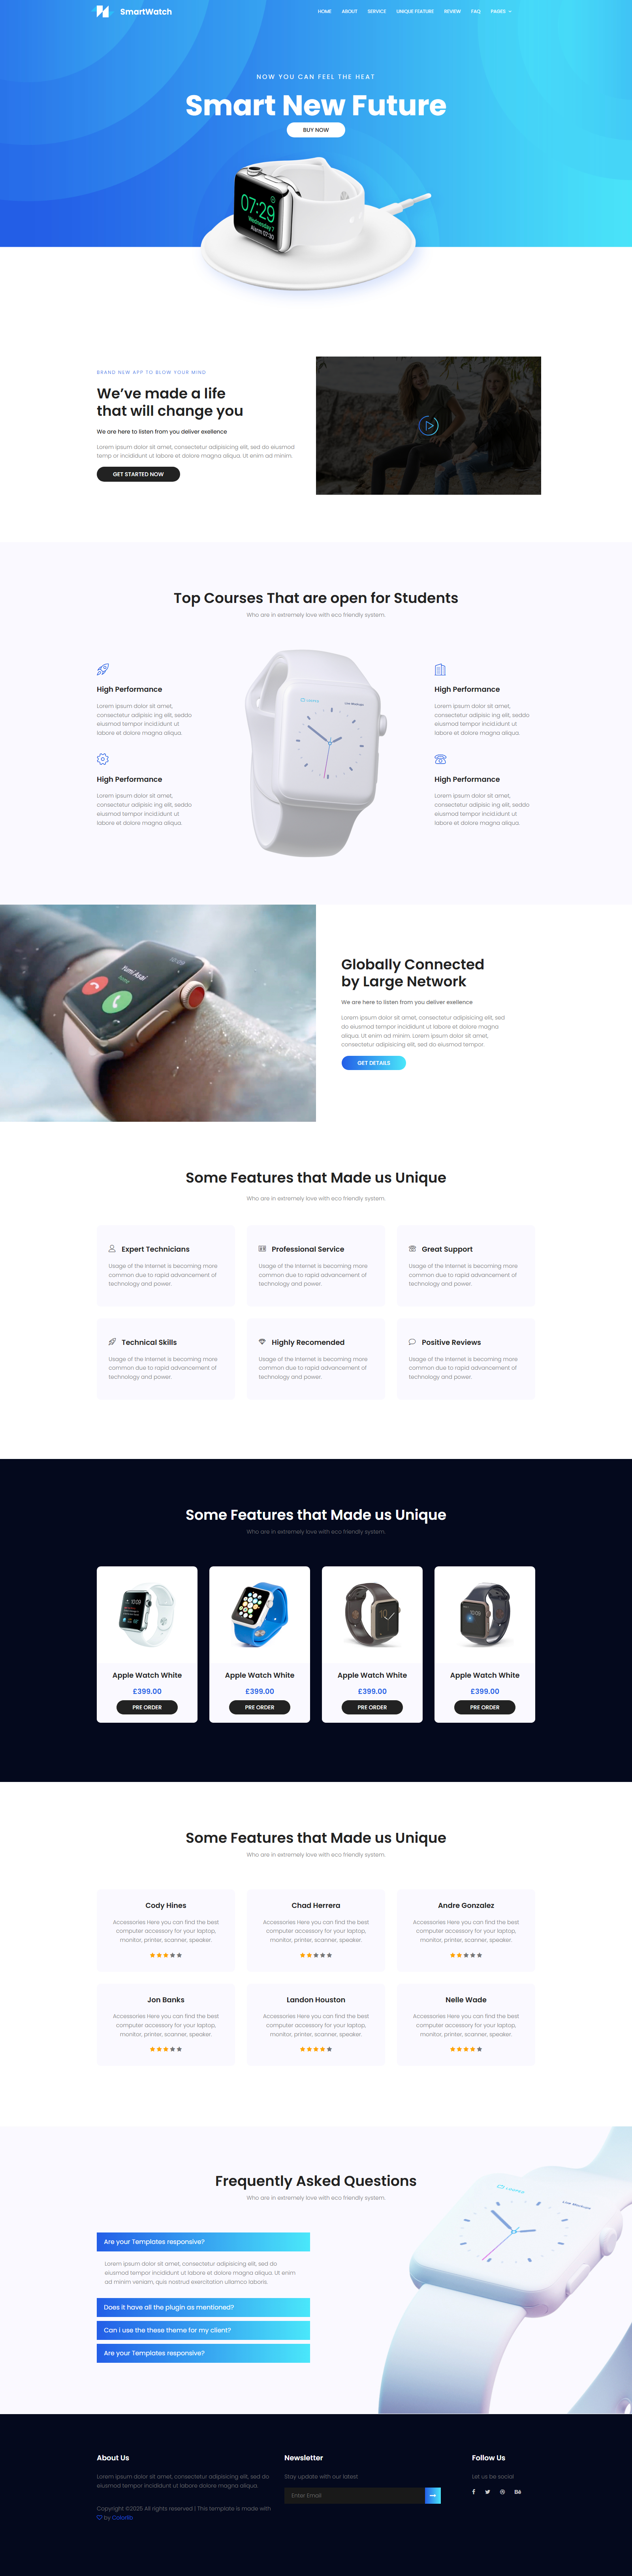 SmartWatch
HOME ABOUT SERVICE UNIQUE FEATURE REVIEW FAQ PAGES
NOW YOU CAN FEEL THE HEAT
Smart New Future
BUY NOW
07:29
Wednesday 7
Alarm 07:30
BRAND NEW APP TO BLOW YOUR MIND
We’ve made a life
that will change you
We are here to listen from you deliver exellence
Lorem ipsum dolor sit amet, consectetur adipisicing elit, sed do eiusmod
temp or incididunt ut labore et dolore magna aliqua. Ut enim ad minim.
GET STARTED NOW
Top Courses That are open for Students
Who are in extremely love with eco friendly system.
High Performance
Lorem ipsum dolor sit amet,
consectetur adipisic ing elit, seddo
eiusmod tempor incid.idunt ut
labore et dolore magna aliqua.
High Performance
Lorem ipsum dolor sit amet,
consectetur adipisic ing elit, seddo
eiusmod tempor incid.idunt ut
labore et dolore magna aliqua.
High Performance
Lorem ipsum dolor sit amet,
consectetur adipisic ing elit, seddo
eiusmod tempor incid.idunt ut
labore et dolore magna aliqua.
High Performance
Lorem ipsum dolor sit amet,
consectetur adipisic ing elit, seddo
eiusmod tempor incid.idunt ut
labore et dolore magna aliqua.
Yumi Asai
Globally Connected
by Large Network
We are here to listen from you deliver exellence
Lorem ipsum dolor sit amet, consectetur adipisicing elit, sed
do eiusmod tempor incididunt ut labore et dolore magna
aliqua. Ut enim ad minim. Lorem ipsum dolor sit amet,
consectetur adipisicing elit, sed do eiusmod tempor.
GET DETAILS
Some Features that Made us Unique
Who are in extremely love with eco friendly system.
Expert Technicians
Usage of the Internet is becoming more
common due to rapid advancement of
technology and power.
Professional Service
Usage of the Internet is becoming more
common due to rapid advancement of
technology and power.
Great Support
Usage of the Internet is becoming more
common due to rapid advancement of
technology and power.
Technical Skills
Usage of the Internet is becoming more
common due to rapid advancement of
technology and power.
Highly Recomended
Usage of the Internet is becoming more
common due to rapid advancement of
technology and power.
Positive Reviews
Usage of the Internet is becoming more
common due to rapid advancement of
technology and power.
Some Features that Made us Unique
Who are in extremely love with eco friendly system.
Apple Watch White
£399.00
PRE ORDER
Apple Watch White
£399.00
PRE ORDER
Apple Watch White
£399.00
PRE ORDER
Apple Watch White
£399.00
PRE ORDER
Some Features that Made us Unique
Who are in extremely love with eco friendly system.
Cody Hines
Accessories Here you can find the best
computer accessory for your laptop,
monitor, printer, scanner, speaker.
Chad Herrera
Accessories Here you can find the best
computer accessory for your laptop,
monitor, printer, scanner, speaker.
Andre Gonzalez
Accessories Here you can find the best
computer accessory for your laptop,
monitor, printer, scanner, speaker.
Jon Banks
Accessories Here you can find the best
computer accessory for your laptop,
monitor, printer, scanner, speaker.
Landon Houston
Accessories Here you can find the best
computer accessory for your laptop,
monitor, printer, scanner, speaker.
Nelle Wade
Accessories Here you can find the best
computer accessory for your laptop,
monitor, printer, scanner, speaker.
Frequently Asked Questions
Who are in extremely love with eco friendly system.
Are your Templates responsive?
Lorem ipsum dolor sit amet, consectetur adipisicing elit, sed do
eiusmod tempor incididunt ut labore et dolore magna aliqua. Ut enim
ad minim veniam, quis nostrud exercitation ullamco laboris.
Does it have all the plugin as mentioned?
Can i use the these theme for my client?
Are your Templates responsive?
About Us
Lorem ipsum dolor sit amet, consectetur adipisicing elit, sed do
eiusmod tempor incididunt ut labore dolore magna aliqua.
Copyright ©2025 All rights reserved | This template is made with
by Colorlib
Newsletter
Stay update with our latest
Enter Email
Follow Us
Let us be social